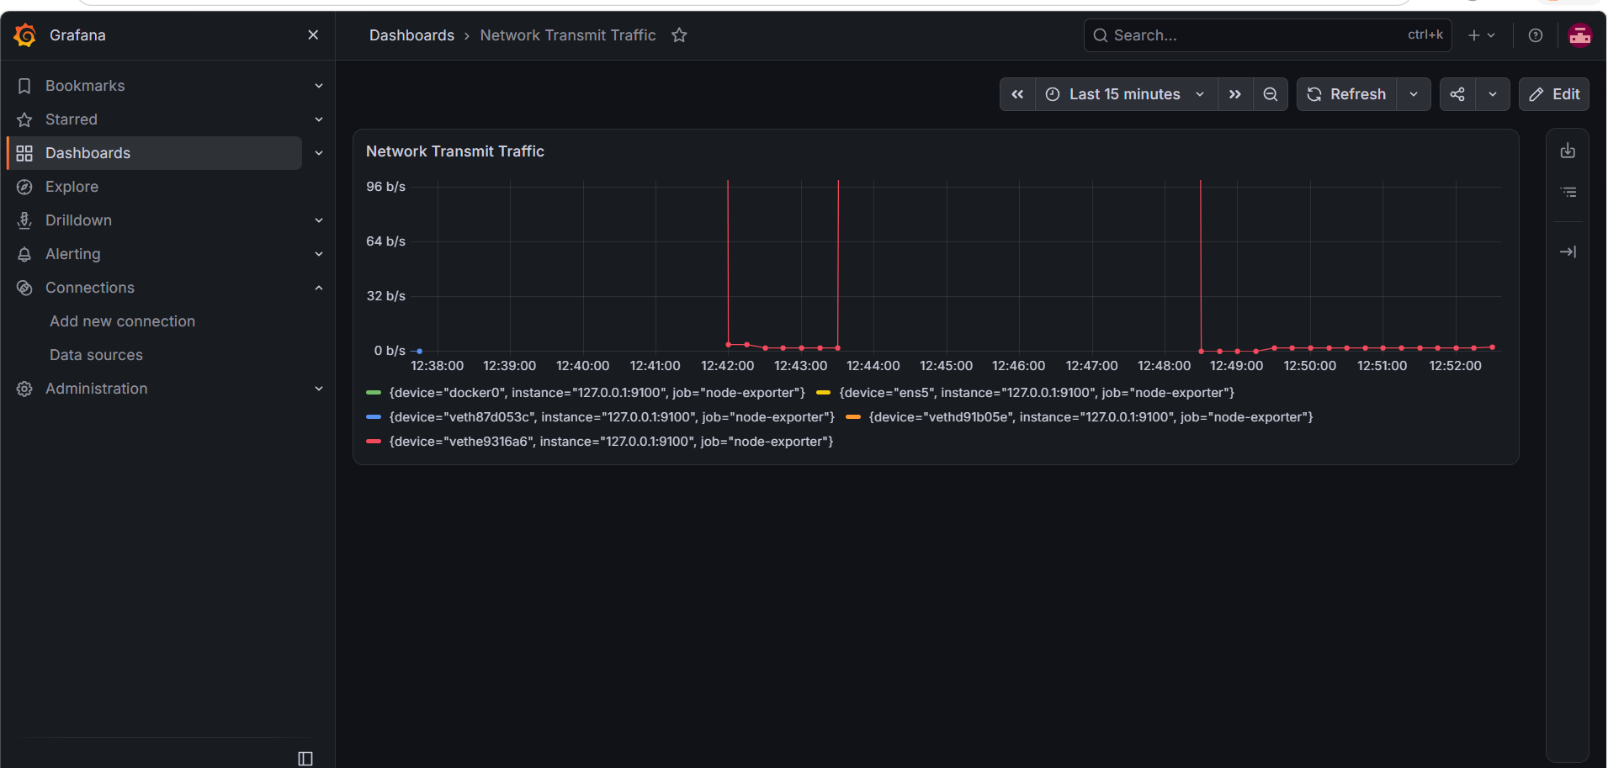 Grafana
Dashboards › Network Transmit Traffic
Search...
ctrl+k
Bookmarks
Starred
Dashboards
Explore
Drilldown
Alerting
Connections
Add new connection
Data sources
Administration
Last 15 minutes
Refresh
Edit
Network Transmit Traffic
96 b/s
64 b/s
32 b/s
0 b/s
12:38:00 12:39:00 12:40:00 12:41:00 12:42:00 12:43:00 12:44:00 12:45:00 12:46:00 12:47:00 12:48:00 12:49:00 12:50:00 12:51:00 12:52:00
{device="docker0", instance="127.0.0.1:9100", job="node-exporter"} {device="ens5", instance="127.0.0.1:9100", job="node-exporter"}
{device="veth87d053c", instance="127.0.0.1:9100", job="node-exporter"} {device="vethd91b05e", instance="127.0.0.1:9100", job="node-exporter"}
{device="vethe9316a6", instance="127.0.0.1:9100", job="node-exporter"}